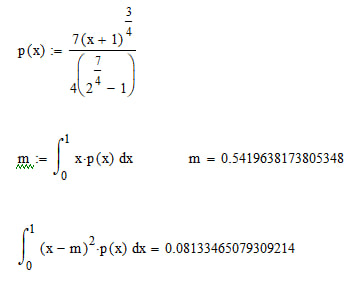 p(x) := 7(x + 1)^(3/4) / 4(2^(7/4) − 1)
m := ∫₀¹ x·p(x) dx m = 0.5419638173805348
∫₀¹ (x − m)²·p(x) dx = 0.08133465079309214